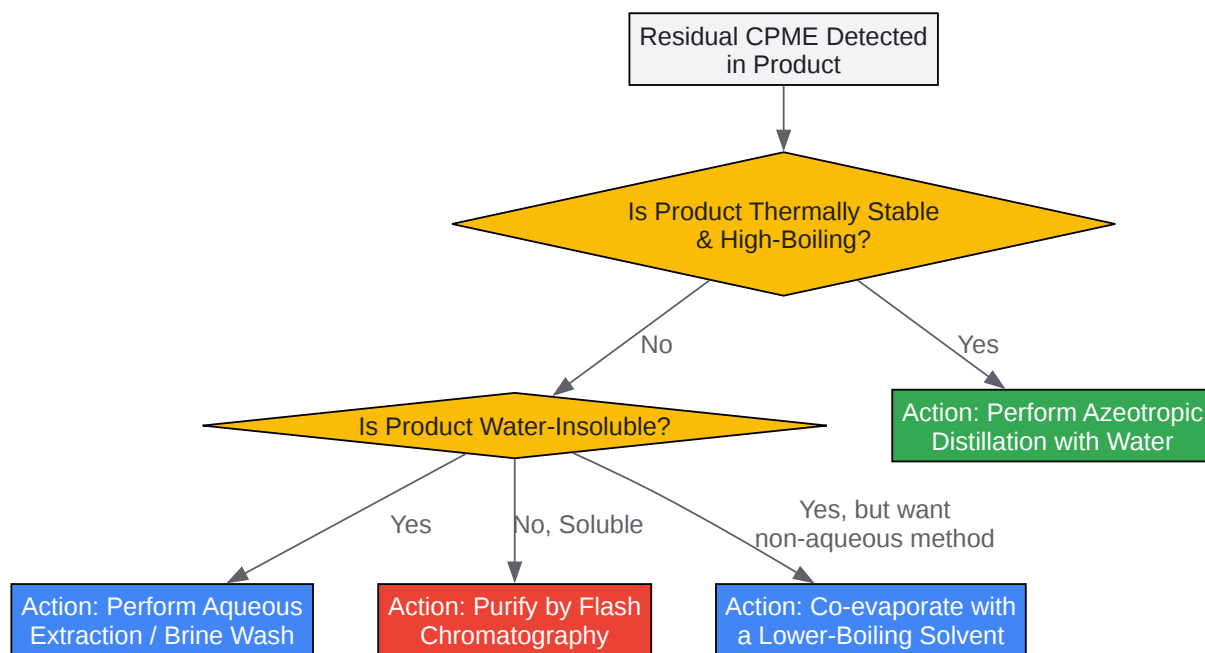 Residual CPME Detected
in Product
Is Product Thermally Stable
& High-Boiling?
No
Yes
Is Product Water-Insoluble?
Action: Perform Azeotropic
Distillation with Water
Yes
No, Soluble
Yes, but want
non-aqueous method
Action: Perform Aqueous
Extraction / Brine Wash
Action: Purify by Flash
Chromatography
Action: Co-evaporate with
a Lower-Boiling Solvent